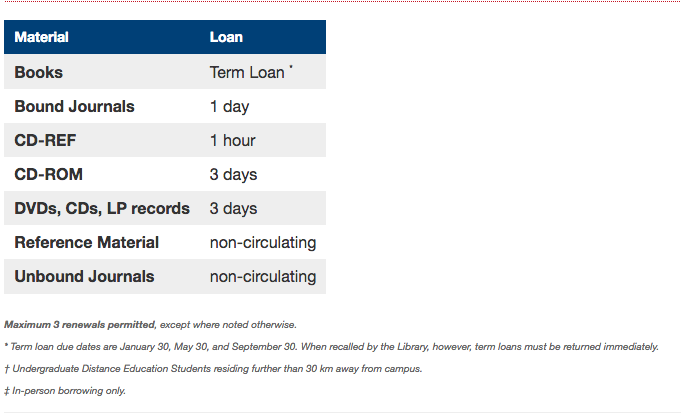 Material Loan
Books Term Loan *
Bound Journals 1 day
CD-REF 1 hour
CD-ROM 3 days
DVDs, CDs, LP records 3 days
Reference Material non-circulating
Unbound Journals non-circulating
Maximum 3 renewals permitted, except where noted otherwise.
* Term loan due dates are January 30, May 30, and September 30. When recalled by the Library, however, term loans must be returned immediately.
† Undergraduate Distance Education Students residing further than 30 km away from campus.
‡ In-person borrowing only.